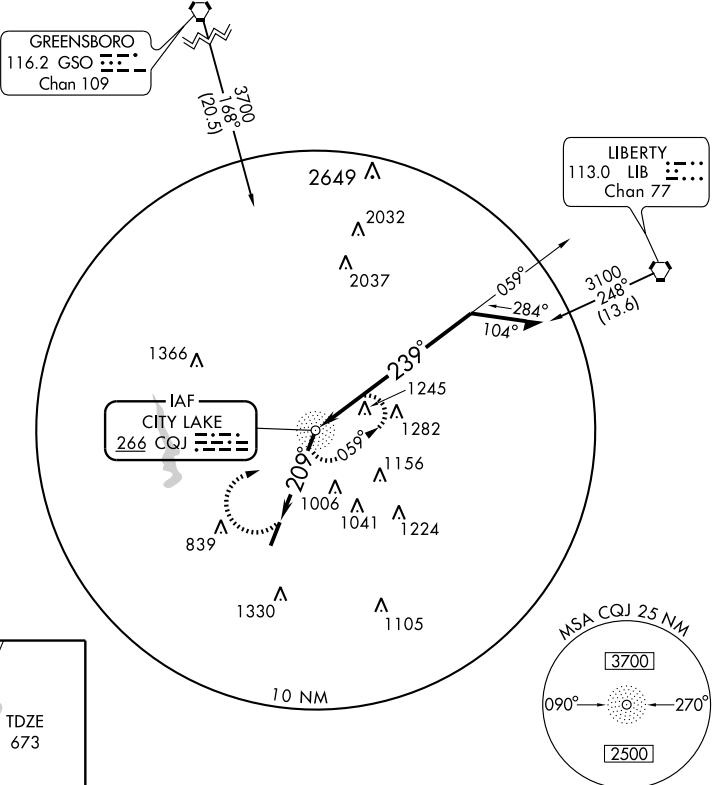 GREENSBORO
116.2 GSO
Chan 109
3700
168°
(20.5)
LIBERTY
113.0 LIB
Chan 77
2649
2032
2037
059°
3100
248°
(13.6)
284°
104°
239°
1366
IAF
CITY LAKE
266 CQJ
1245
1282
059°
1156
209°
1006
1041
1224
839
1330
1105
10 NM
MSA CQJ 25 NM
3700
090°
270°
2500
TDZE
673